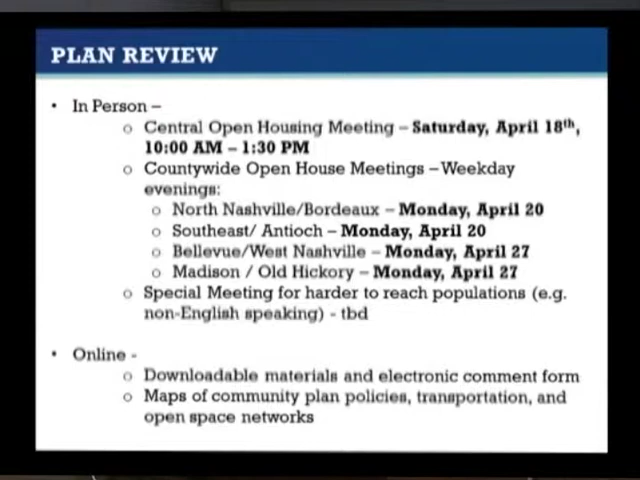 PLAN REVIEW
• In Person –
o Central Open Housing Meeting – Saturday, April 18th,
10:00 AM – 1:30 PM
o Countywide Open House Meetings – Weekday
evenings:
o North Nashville/Bordeaux – Monday, April 20
o Southeast/ Antioch – Monday, April 20
o Bellevue/West Nashville – Monday, April 27
o Madison / Old Hickory – Monday, April 27
o Special Meeting for harder to reach populations (e.g.
non-English speaking) - tbd
• Online -
o Downloadable materials and electronic comment form
o Maps of community plan policies, transportation, and
open space networks